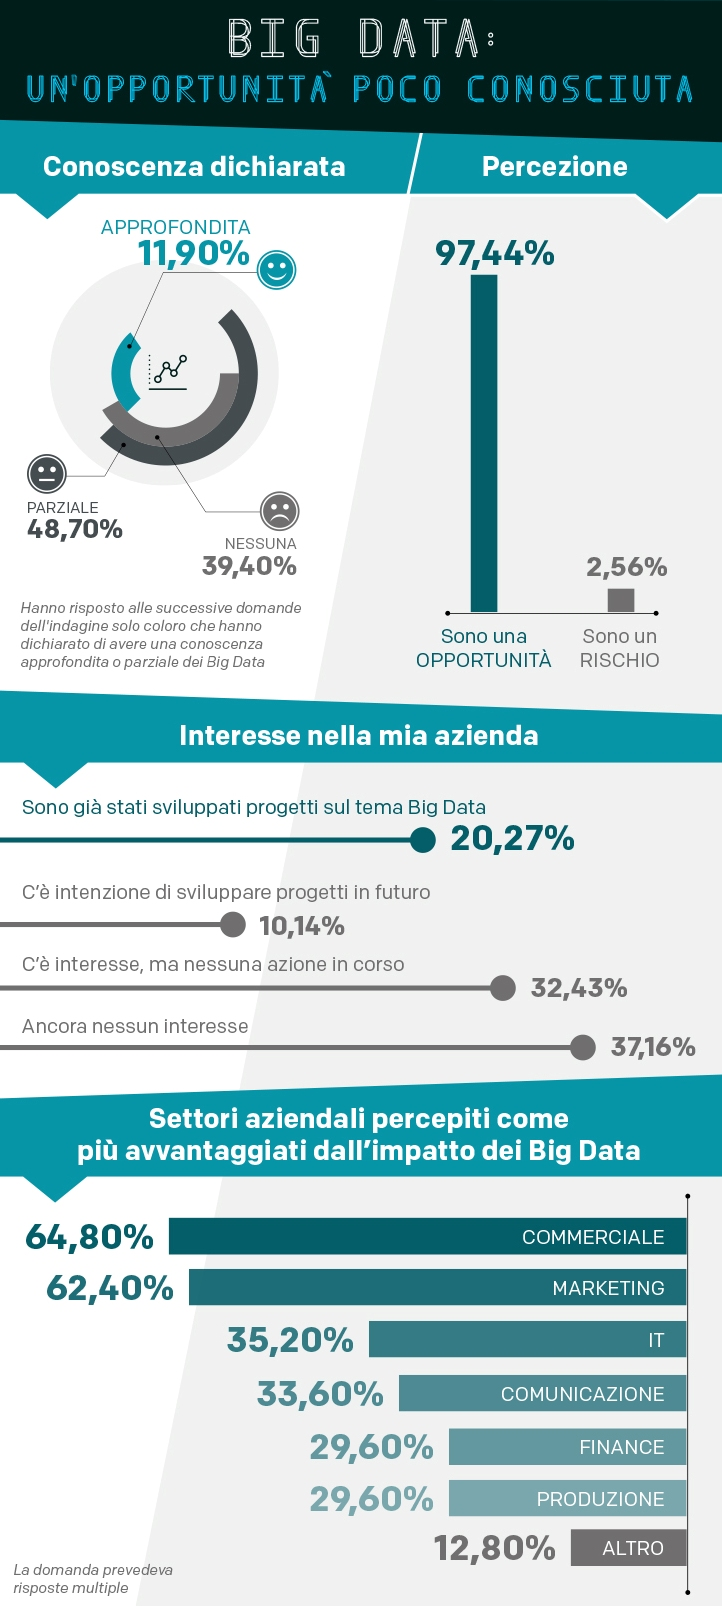 BIG DATA:
UN'OPPORTUNITÀ POCO CONOSCIUTA
Conoscenza dichiarata
Percezione
APPROFONDITA
11,90%
PARZIALE
48,70%
NESSUNA
39,40%
Hanno risposto alle successive domande
dell'indagine solo coloro che hanno
dichiarato di avere una conoscenza
approfondita o parziale dei Big Data
97,44%
2,56%
Sono una
OPPORTUNITÀ
Sono un
RISCHIO
Interesse nella mia azienda
Sono già stati sviluppati progetti sul tema Big Data
20,27%
C'è intenzione di sviluppare progetti in futuro
10,14%
C'è interesse, ma nessuna azione in corso
32,43%
Ancora nessun interesse
37,16%
Settori aziendali percepiti come
più avvantaggiati dall'impatto dei Big Data
64,80% COMMERCIALE
62,40% MARKETING
35,20% IT
33,60% COMUNICAZIONE
29,60% FINANCE
29,60% PRODUZIONE
12,80% ALTRO
La domanda prevedeva
risposte multiple